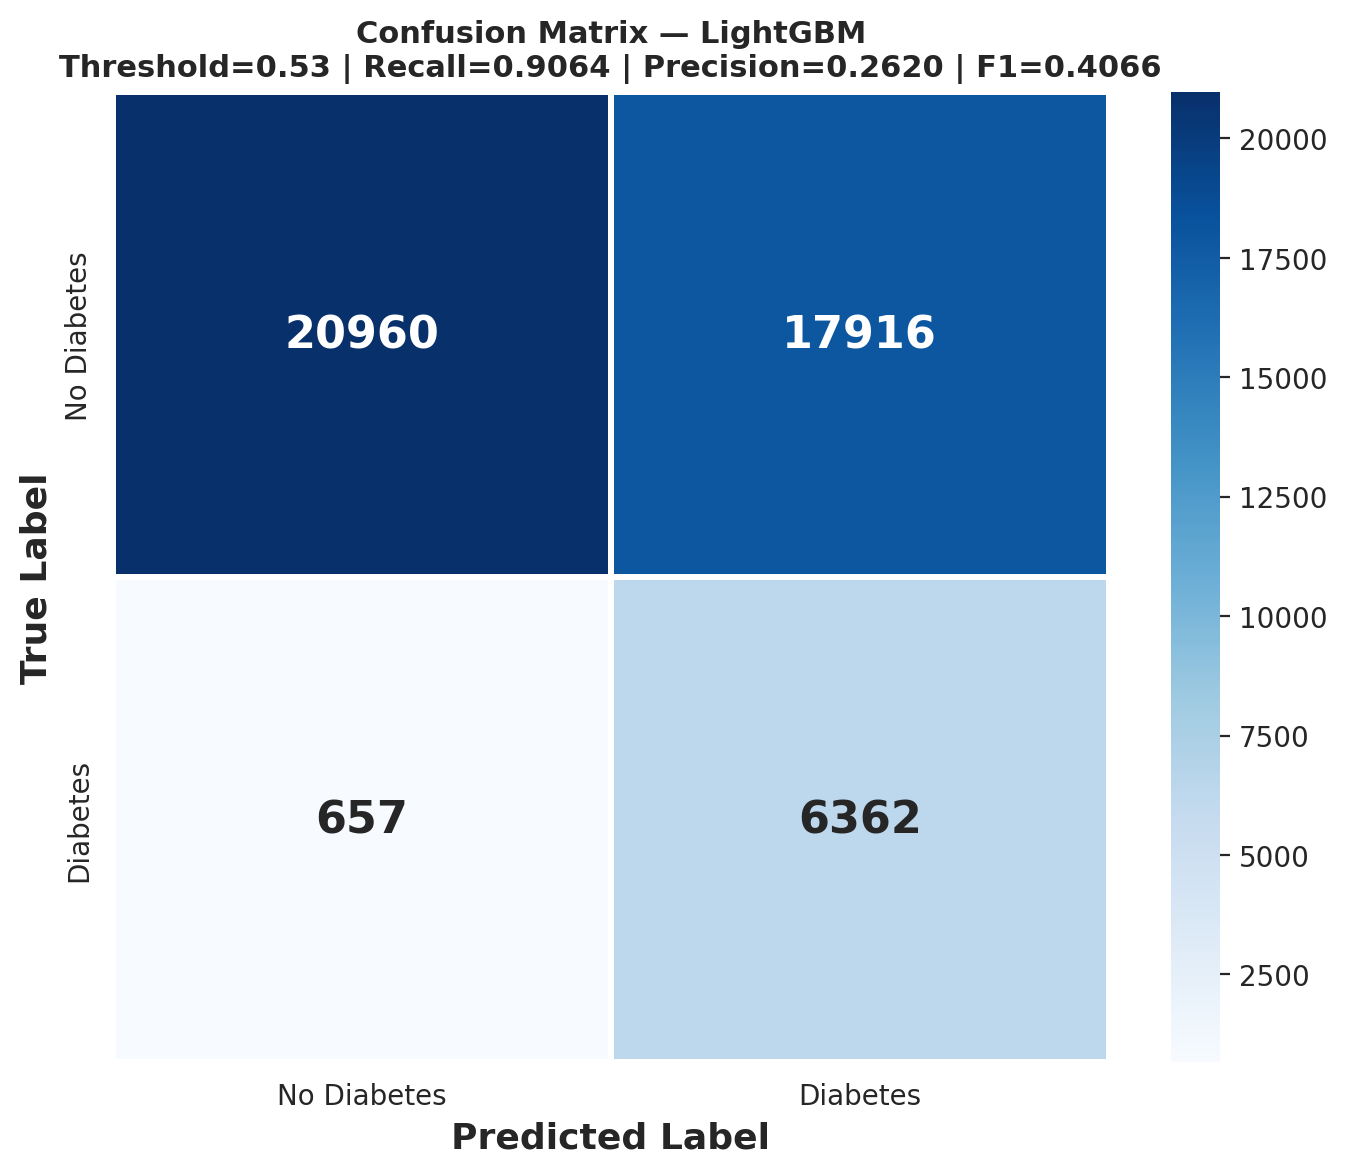 Confusion Matrix — LightGBM
Threshold=0.53 | Recall=0.9064 | Precision=0.2620 | F1=0.4066
True Label
No Diabetes
Diabetes
20960
17916
657
6362
No Diabetes
Diabetes
Predicted Label
20000
17500
15000
12500
10000
7500
5000
2500